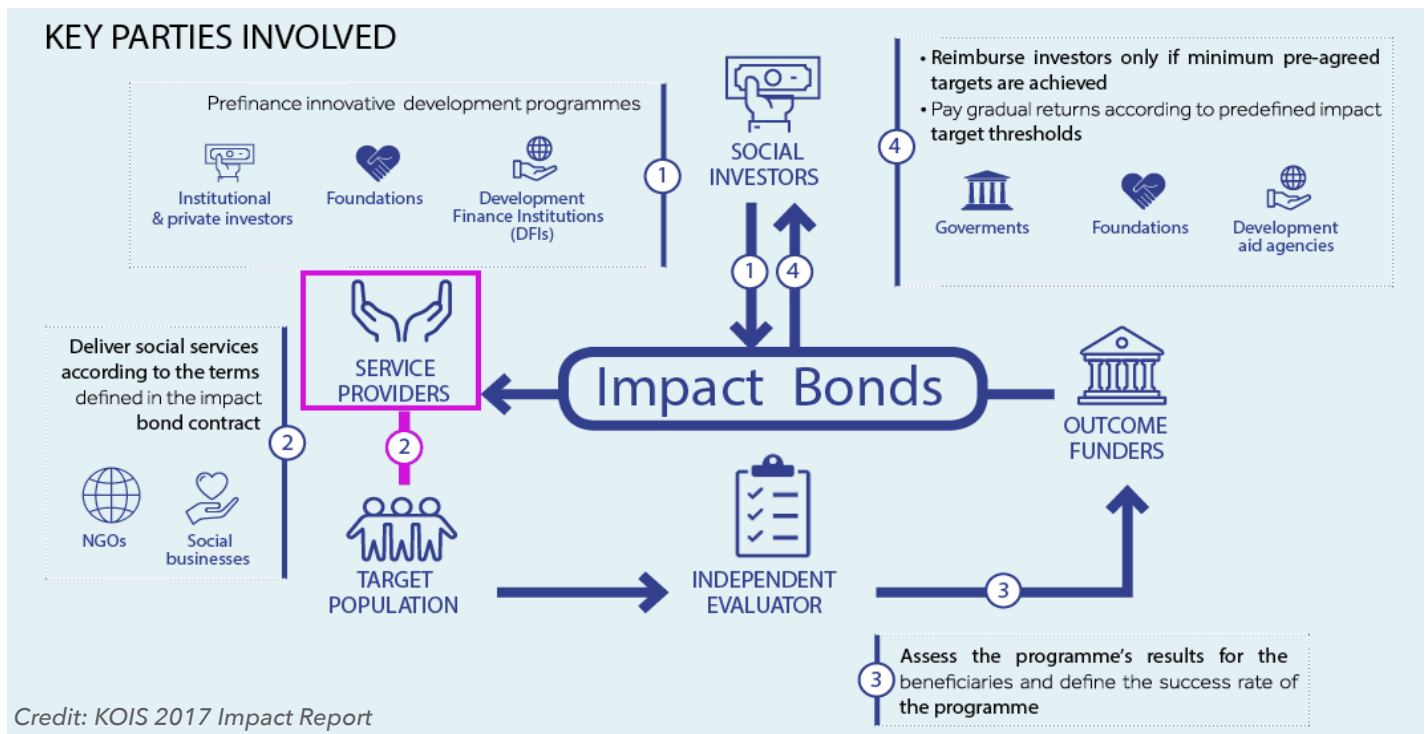 KEY PARTIES INVOLVED
Prefinance innovative development programmes
Institutional
& private investors
Foundations
Development
Finance Institutions
(DFIs)
1
SOCIAL
INVESTORS
• Reimburse investors only if minimum pre-agreed
targets are achieved
• Pay gradual returns according to predefined impact
target thresholds
4
Goverments
Foundations
Development
aid agencies
1
4
Deliver social services
according to the terms
defined in the impact
bond contract
2
NGOs
Social
businesses
SERVICE
PROVIDERS
Impact Bonds
OUTCOME
FUNDERS
2
TARGET
POPULATION
INDEPENDENT
EVALUATOR
3
3
Assess the programme's results for the
beneficiaries and define the success rate of
the programme
Credit: KOIS 2017 Impact Report